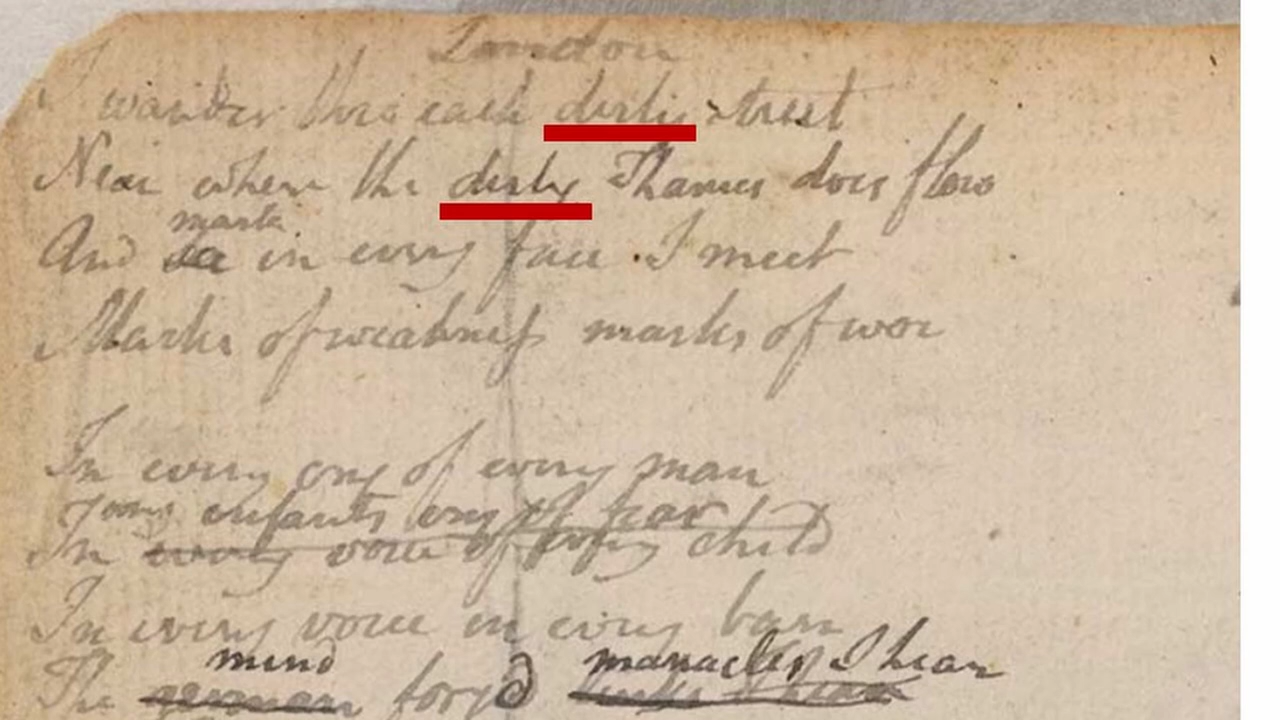 London
I wander thro each dirty street
Near where the dirty Thames does flow
mark
And see in every face I meet
Marks of weakness marks of woe
In every cry of every man
In every infants cry of fear
In every voice of every child
In every voice in every ban
mind manacles I hear
The german forgd links I hear